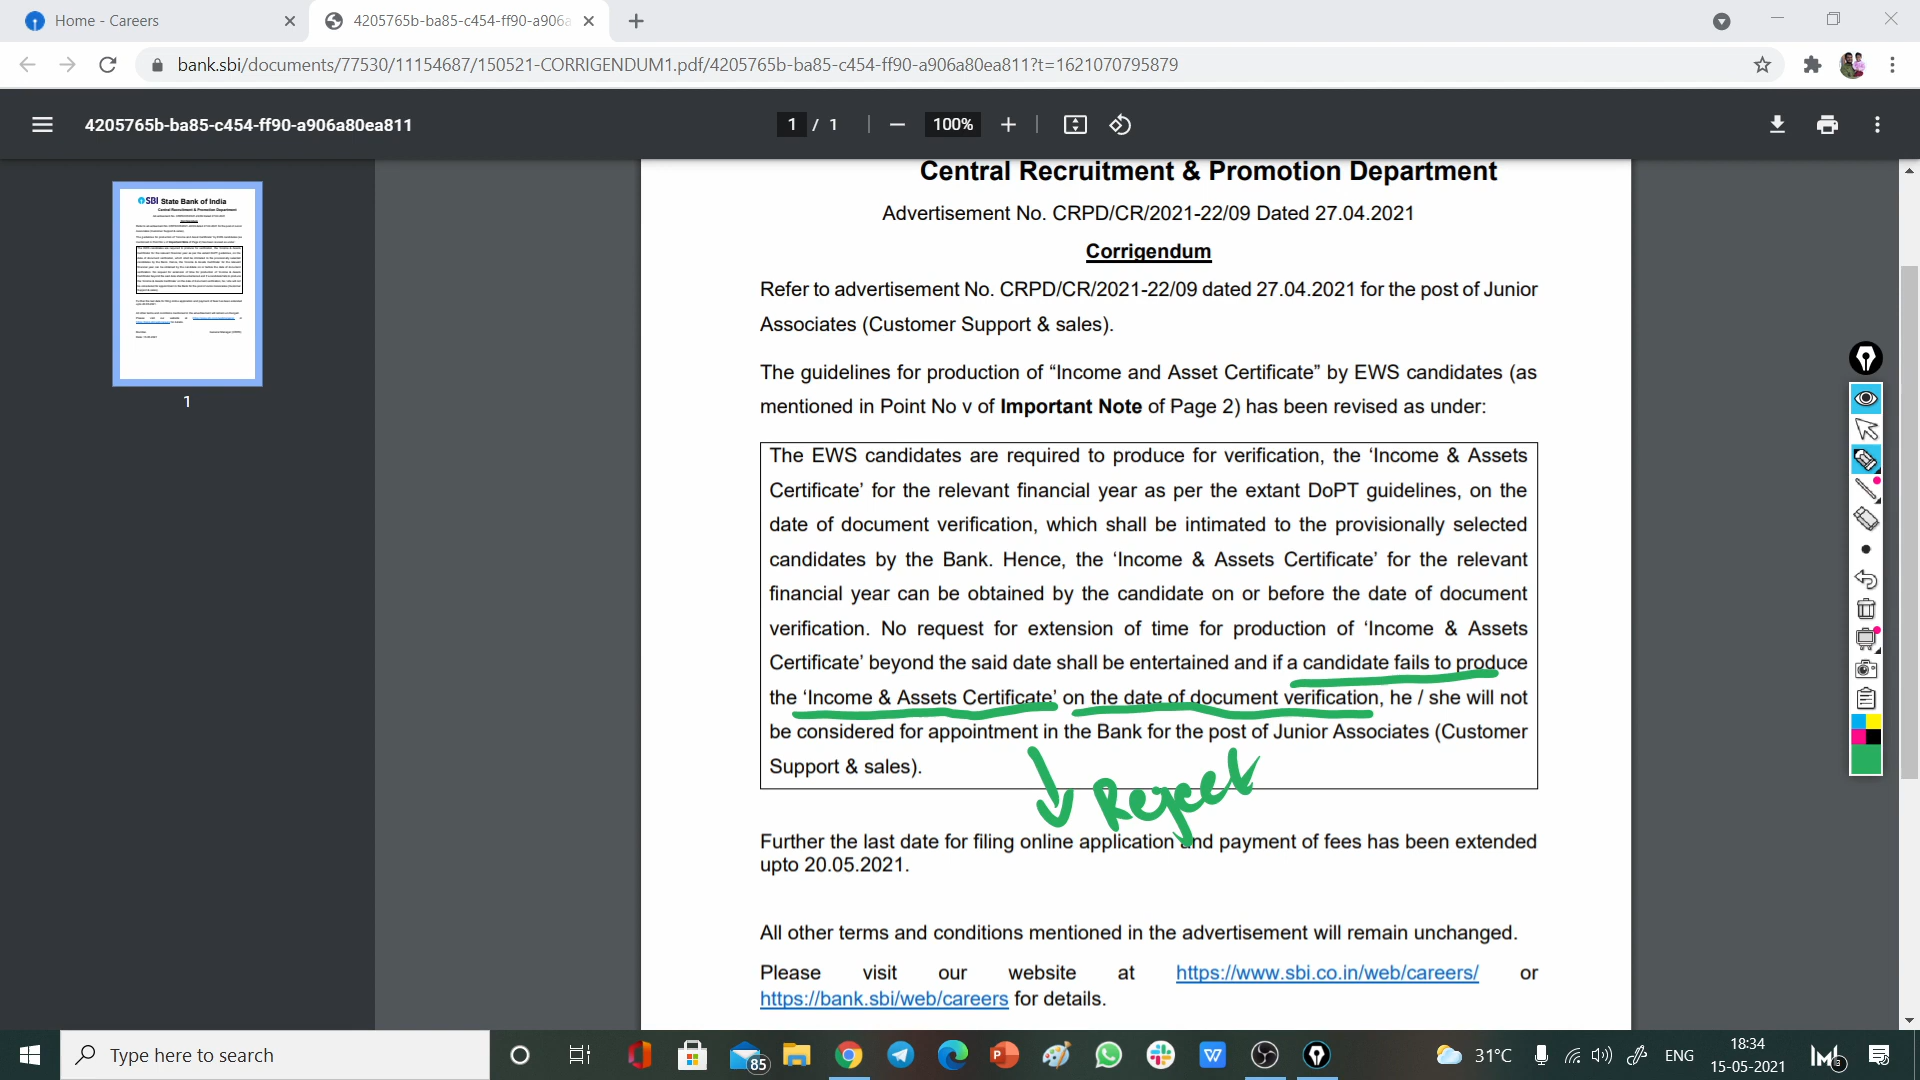 Home - Careers
4205765b-ba85-c454-ff90-a906a
bank.sbi/documents/77530/11154687/150521-CORRIGENDUM1.pdf/4205765b-ba85-c454-ff90-a906a80ea811?t=1621070795879
4205765b-ba85-c454-ff90-a906a80ea811
1 / 1
100%
SBI State Bank of India
Central Recruitment & Promotion Department
1
Central Recruitment & Promotion Department
Advertisement No. CRPD/CR/2021-22/09 Dated 27.04.2021
Corrigendum
Refer to advertisement No. CRPD/CR/2021-22/09 dated 27.04.2021 for the post of Junior
Associates (Customer Support & sales).
The guidelines for production of “Income and Asset Certificate” by EWS candidates (as
mentioned in Point No v of Important Note of Page 2) has been revised as under:
The EWS candidates are required to produce for verification, the ‘Income & Assets
Certificate’ for the relevant financial year as per the extant DoPT guidelines, on the
date of document verification, which shall be intimated to the provisionally selected
candidates by the Bank. Hence, the ‘Income & Assets Certificate’ for the relevant
financial year can be obtained by the candidate on or before the date of document
verification. No request for extension of time for production of ‘Income & Assets
Certificate’ beyond the said date shall be entertained and if a candidate fails to produce
the ‘Income & Assets Certificate’ on the date of document verification, he / she will not
be considered for appointment in the Bank for the post of Junior Associates (Customer
Support & sales).
Reject
Further the last date for filing online application and payment of fees has been extended
upto 20.05.2021.
All other terms and conditions mentioned in the advertisement will remain unchanged.
Please visit our website at https://www.sbi.co.in/web/careers/ or
https://bank.sbi/web/careers for details.
Type here to search
85
31°C
ENG
18:34
15-05-2021
3